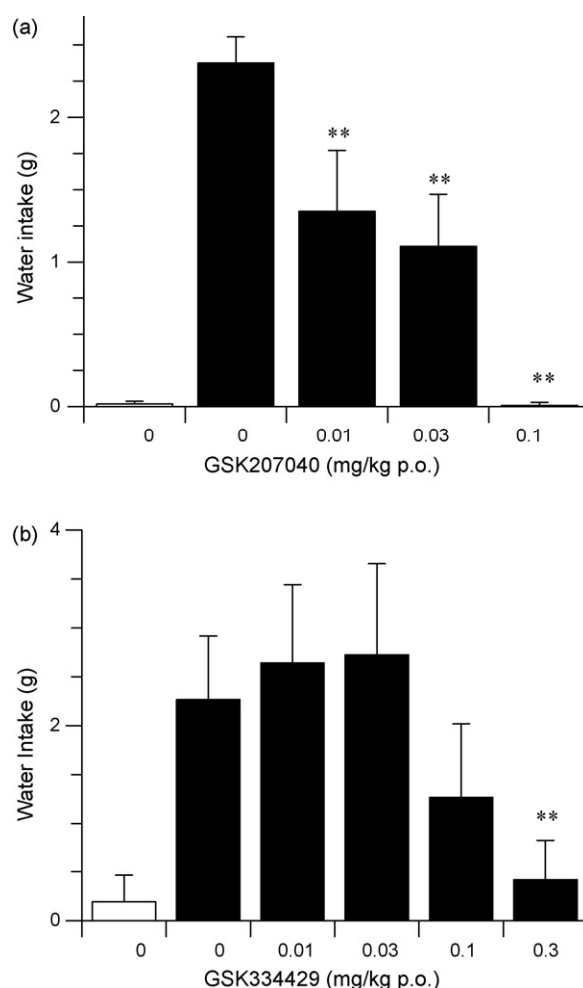 (a)
Water intake (g)
2
1
0
**
**
**
0 0 0.01 0.03 0.1
GSK207040 (mg/kg p.o.)
(b)
Water Intake (g)
4
2
0
**
0 0 0.01 0.03 0.1 0.3
GSK334429 (mg/kg p.o.)